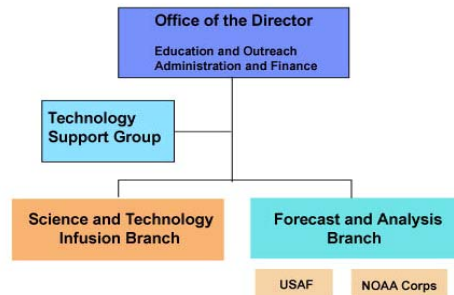 Office of the Director
Education and Outreach
Administration and Finance
Technology
Support Group
Science and Technology
Infusion Branch
Forecast and Analysis
Branch
USAF
NOAA Corps